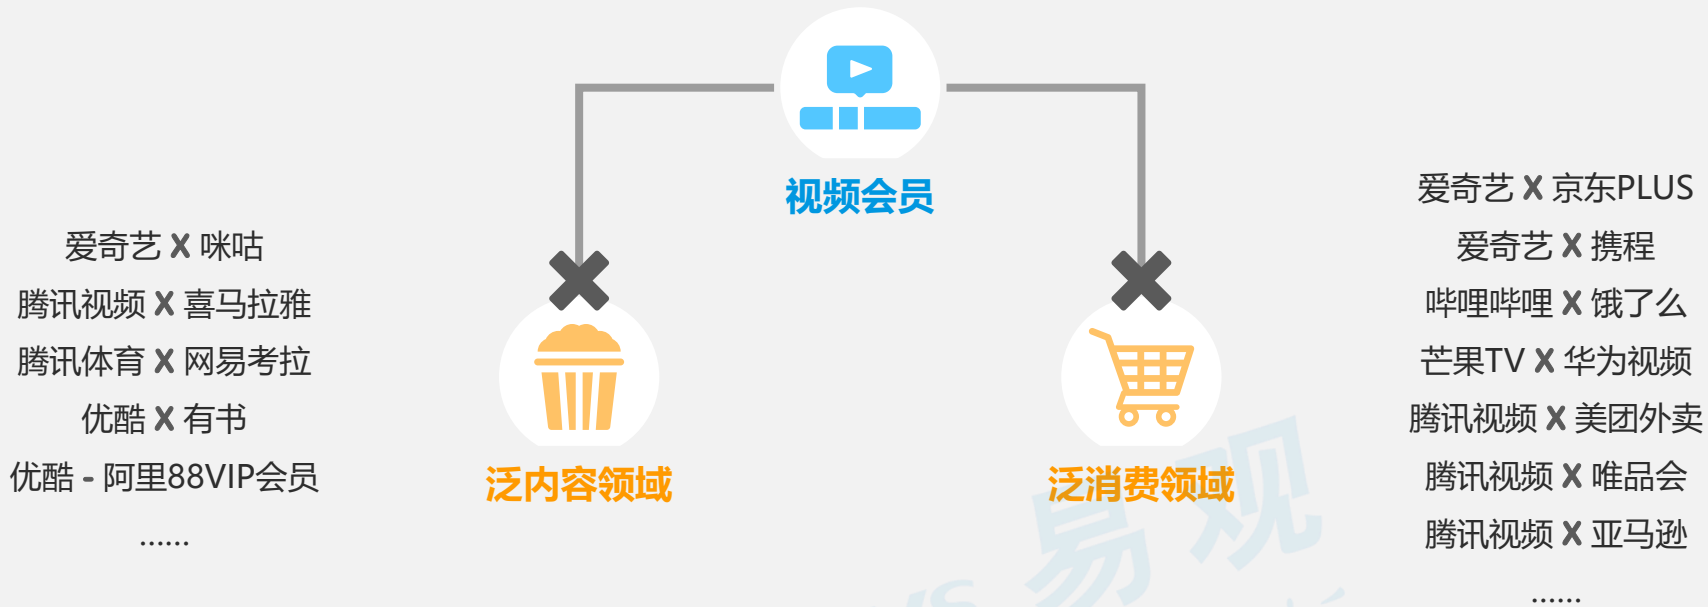 视频会员
爱奇艺 X 咪咕
腾讯视频 X 喜马拉雅
腾讯体育 X 网易考拉
优酷 X 有书
优酷 - 阿里88VIP会员
......
泛内容领域
泛消费领域
爱奇艺 X 京东PLUS
爱奇艺 X 携程
哔哩哔哩 X 饿了么
芒果TV X 华为视频
腾讯视频 X 美团外卖
腾讯视频 X 唯品会
腾讯视频 X 亚马逊
......
易观